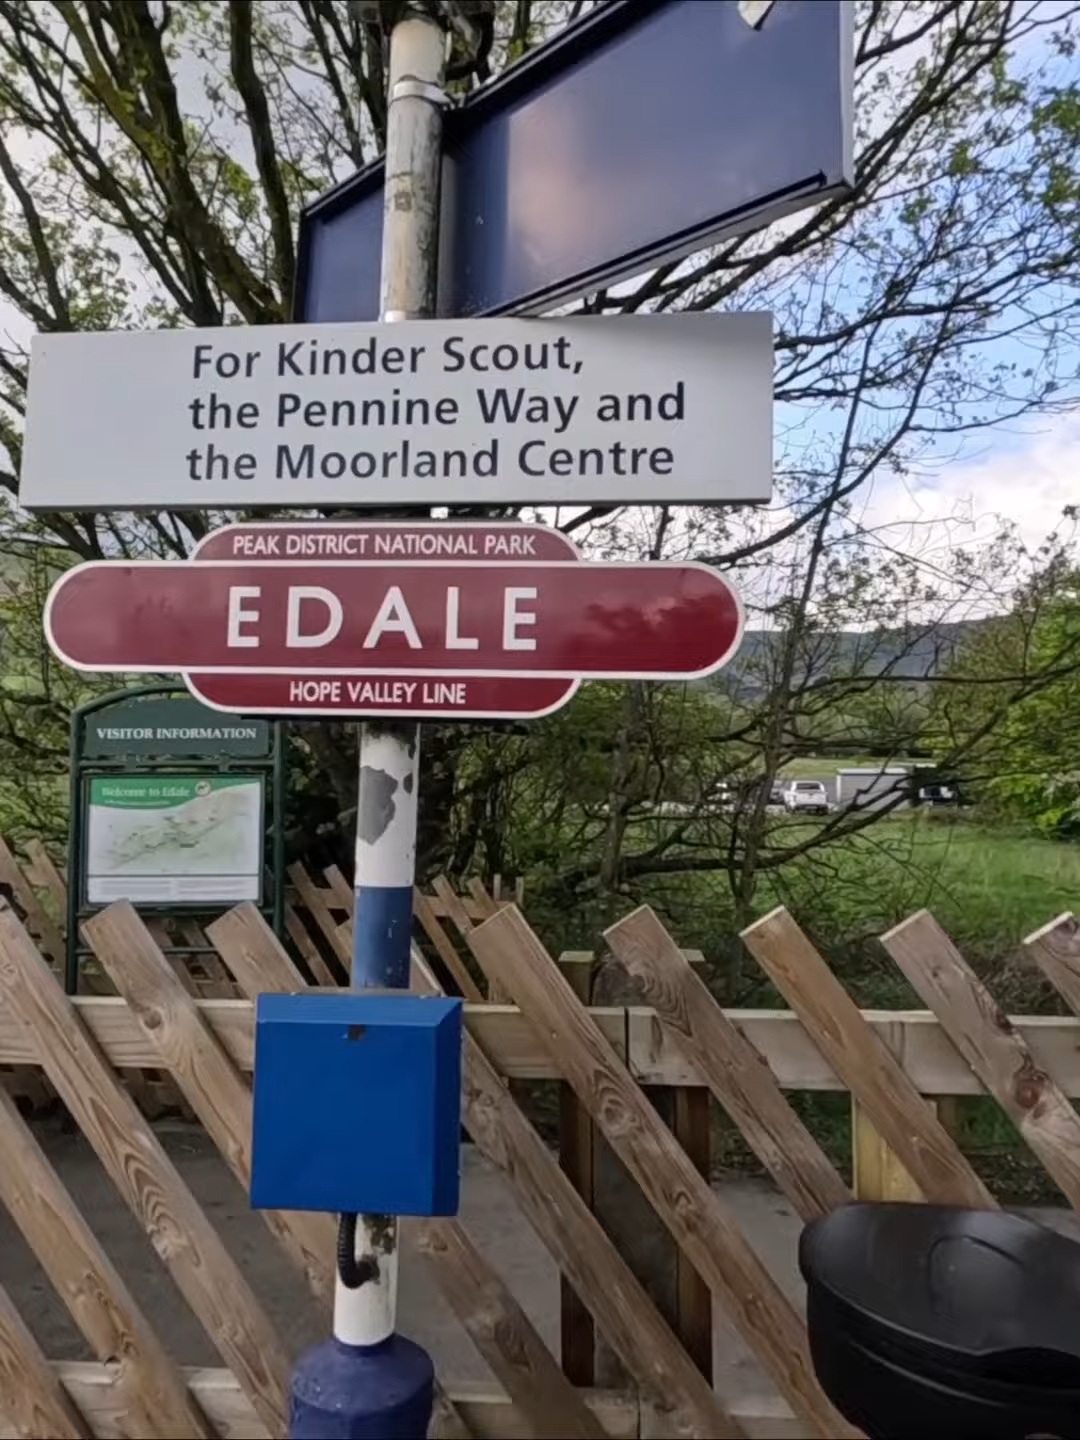 For Kinder Scout,
the Pennine Way and
the Moorland Centre
PEAK DISTRICT NATIONAL PARK
EDALE
HOPE VALLEY LINE
VISITOR INFORMATION
Welcome to Edale